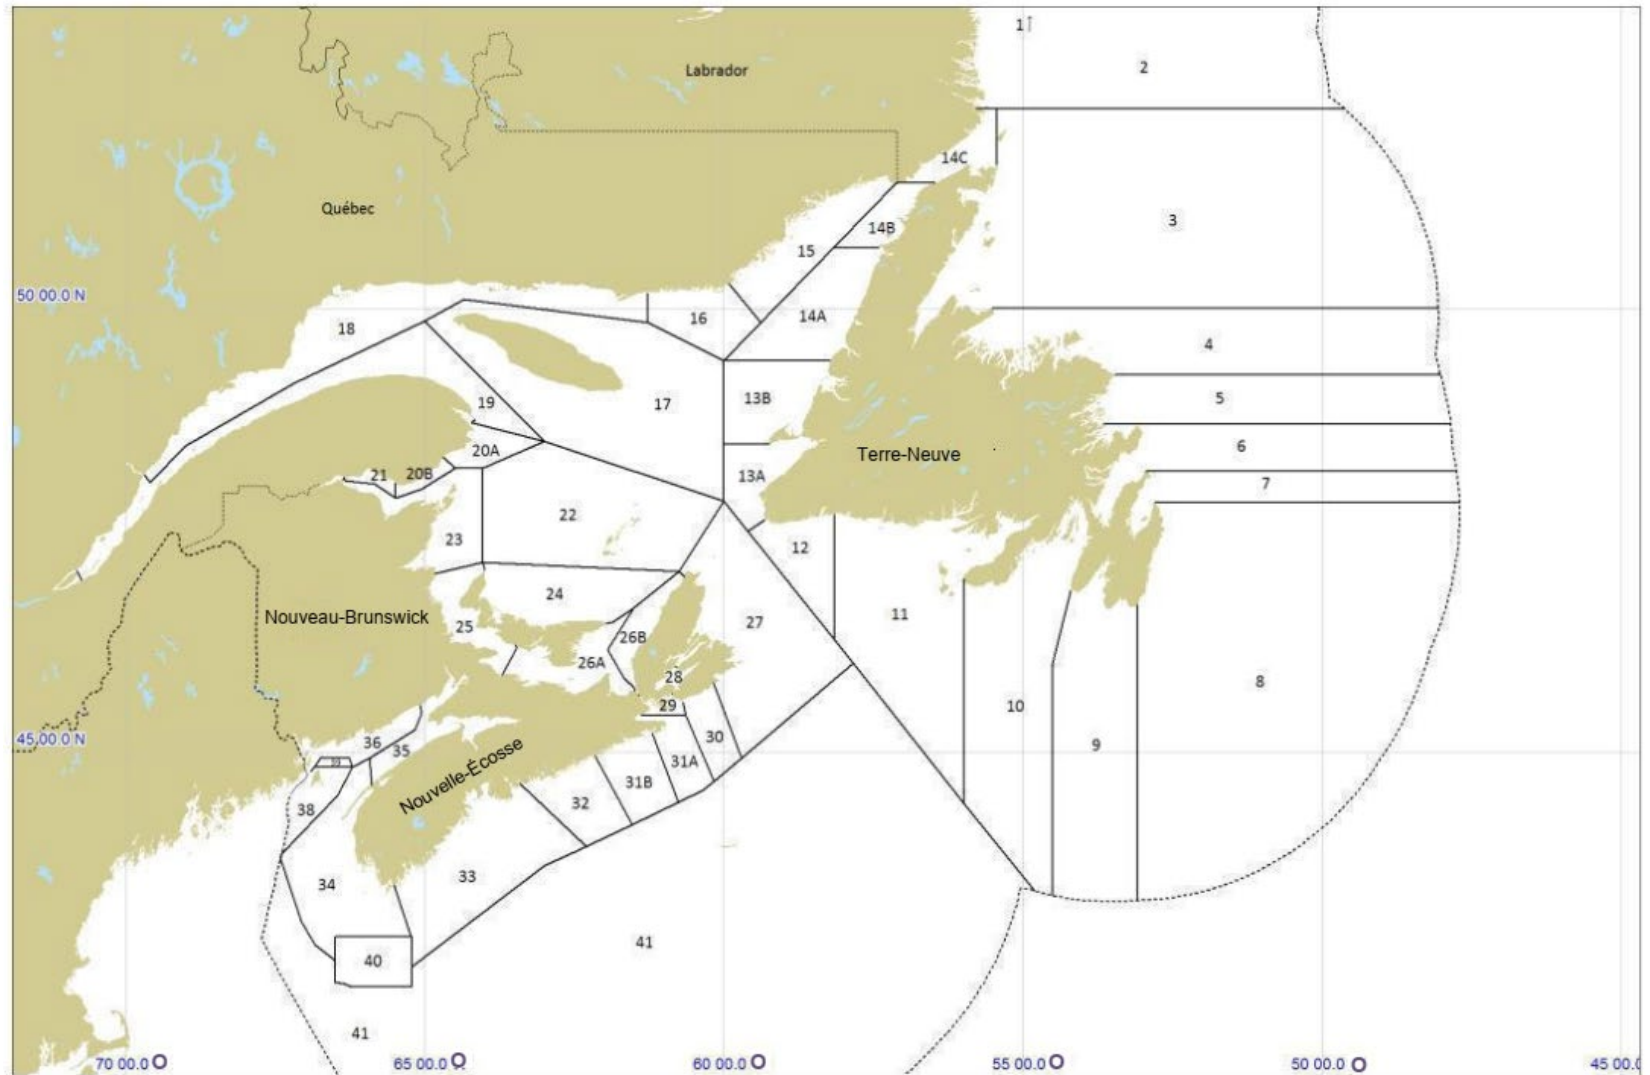 1↑
2
Labrador
14C
Québec
3
14B
15
50 00.0 N
16
14A
18
4
13B
5
19
17
6
20A
Terre-Neuve
21
20B
13A
7
22
23
12
24
Nouveau-Brunswick
11
25
27
26B
26A
28
8
29
10
30
45 00.0 N
36
35
9
31A
Nouvelle-Écosse
31B
32
38
33
34
41
40
41
70 00.0 O
65 00.0 O
60 00.0 O
55 00.0 O
50 00.0 O
45 00.0